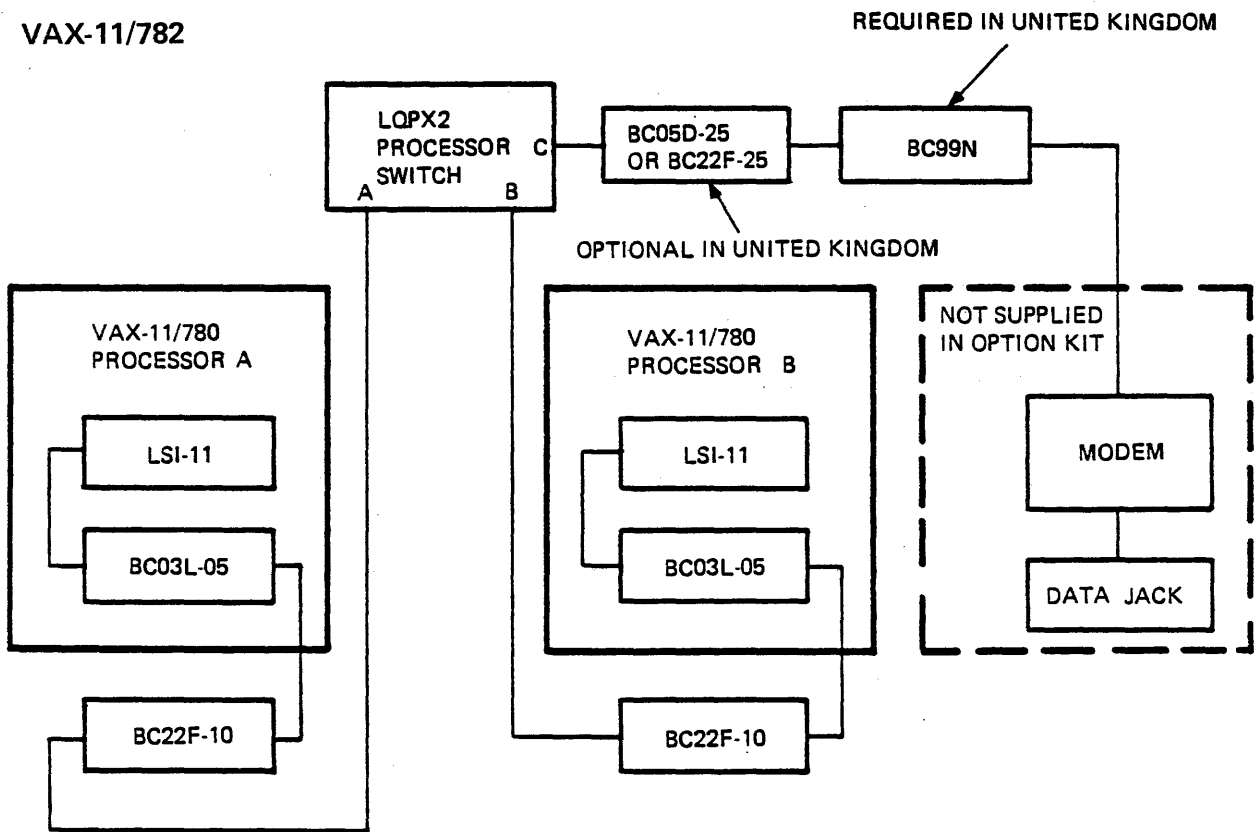 VAX-11/782
REQUIRED IN UNITED KINGDOM
LQPX2
PROCESSOR C
SWITCH
A B
BC05D-25
OR BC22F-25
BC99N
OPTIONAL IN UNITED KINGDOM
VAX-11/780
PROCESSOR A
LSI-11
BC03L-05
BC22F-10
VAX-11/780
PROCESSOR B
LSI-11
BC03L-05
BC22F-10
NOT SUPPLIED
IN OPTION KIT
MODEM
DATA JACK